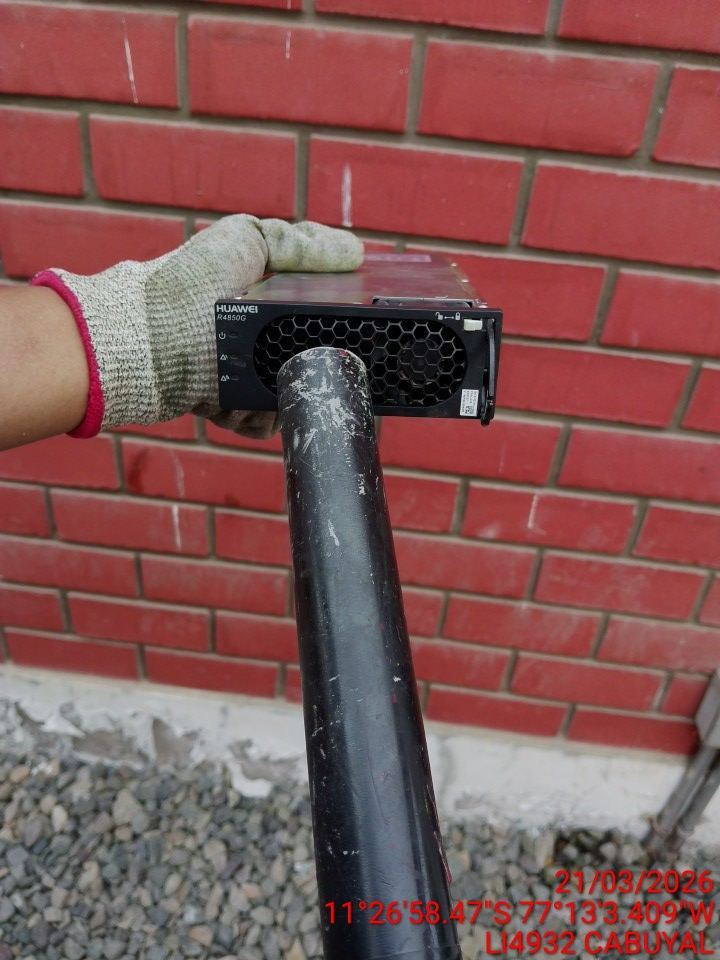 HUAWEI
R4850G
21/03/2026
11°26'58.47"S 77°13'3.409"W
LI4932 CABUYAL